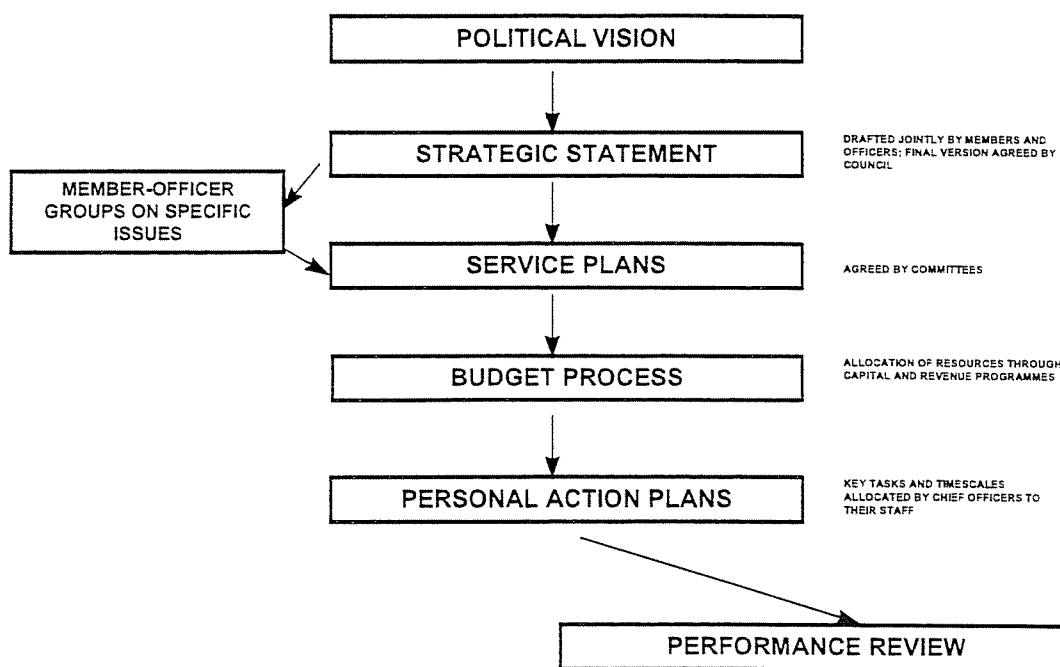 POLITICAL VISION
STRATEGIC STATEMENT
DRAFTED JOINTLY BY MEMBERS AND
OFFICERS; FINAL VERSION AGREED BY
COUNCIL
MEMBER-OFFICER
GROUPS ON SPECIFIC
ISSUES
SERVICE PLANS
AGREED BY COMMITTEES
BUDGET PROCESS
ALLOCATION OF RESOURCES THROUGH
CAPITAL AND REVENUE PROGRAMMES
PERSONAL ACTION PLANS
KEY TASKS AND TIMESCALES
ALLOCATED BY CHIEF OFFICERS TO
THEIR STAFF
PERFORMANCE REVIEW